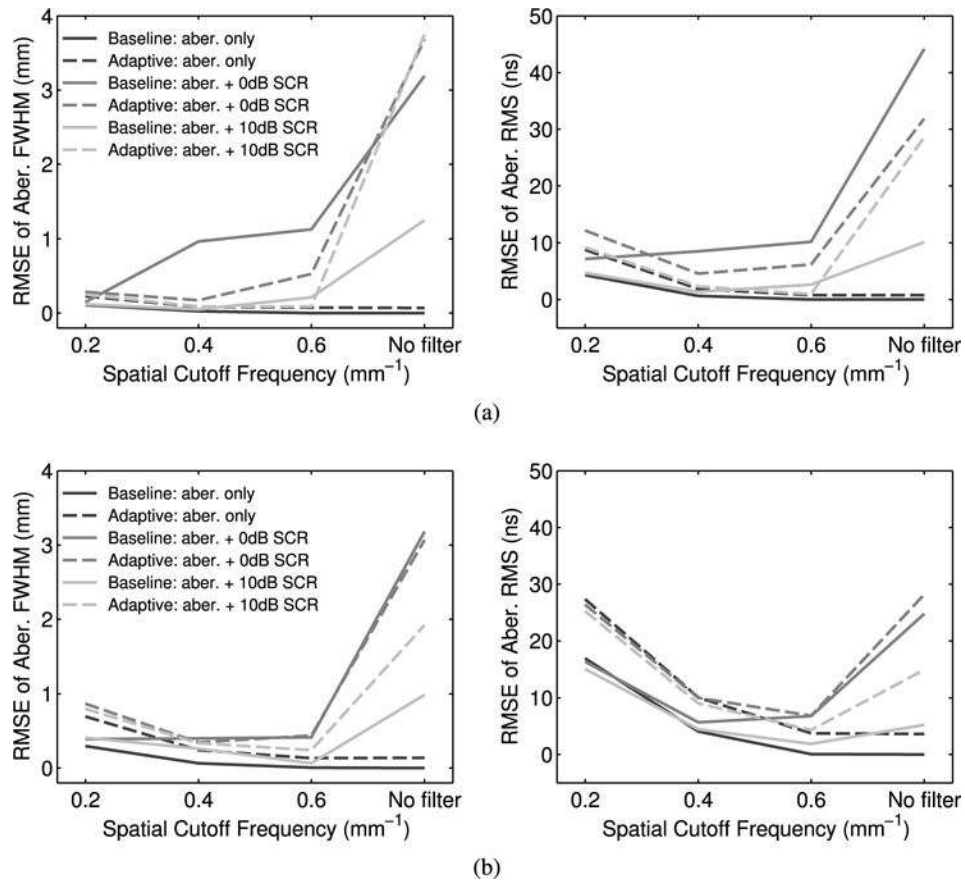 RMSE of Aber. FWHM (mm)
4
3
2
1
0
Baseline: aber. only
Adaptive: aber. only
Baseline: aber. + 0dB SCR
Adaptive: aber. + 0dB SCR
Baseline: aber. + 10dB SCR
Adaptive: aber. + 10dB SCR
0.2 0.4 0.6 No filter
Spatial Cutoff Frequency (mm⁻¹)
RMSE of Aber. RMS (ns)
50
40
30
20
10
0
0.2 0.4 0.6 No filter
Spatial Cutoff Frequency (mm⁻¹)
(a)
RMSE of Aber. FWHM (mm)
4
3
2
1
0
Baseline: aber. only
Adaptive: aber. only
Baseline: aber. + 0dB SCR
Adaptive: aber. + 0dB SCR
Baseline: aber. + 10dB SCR
Adaptive: aber. + 10dB SCR
0.2 0.4 0.6 No filter
Spatial Cutoff Frequency (mm⁻¹)
RMSE of Aber. RMS (ns)
50
40
30
20
10
0
0.2 0.4 0.6 No filter
Spatial Cutoff Frequency (mm⁻¹)
(b)